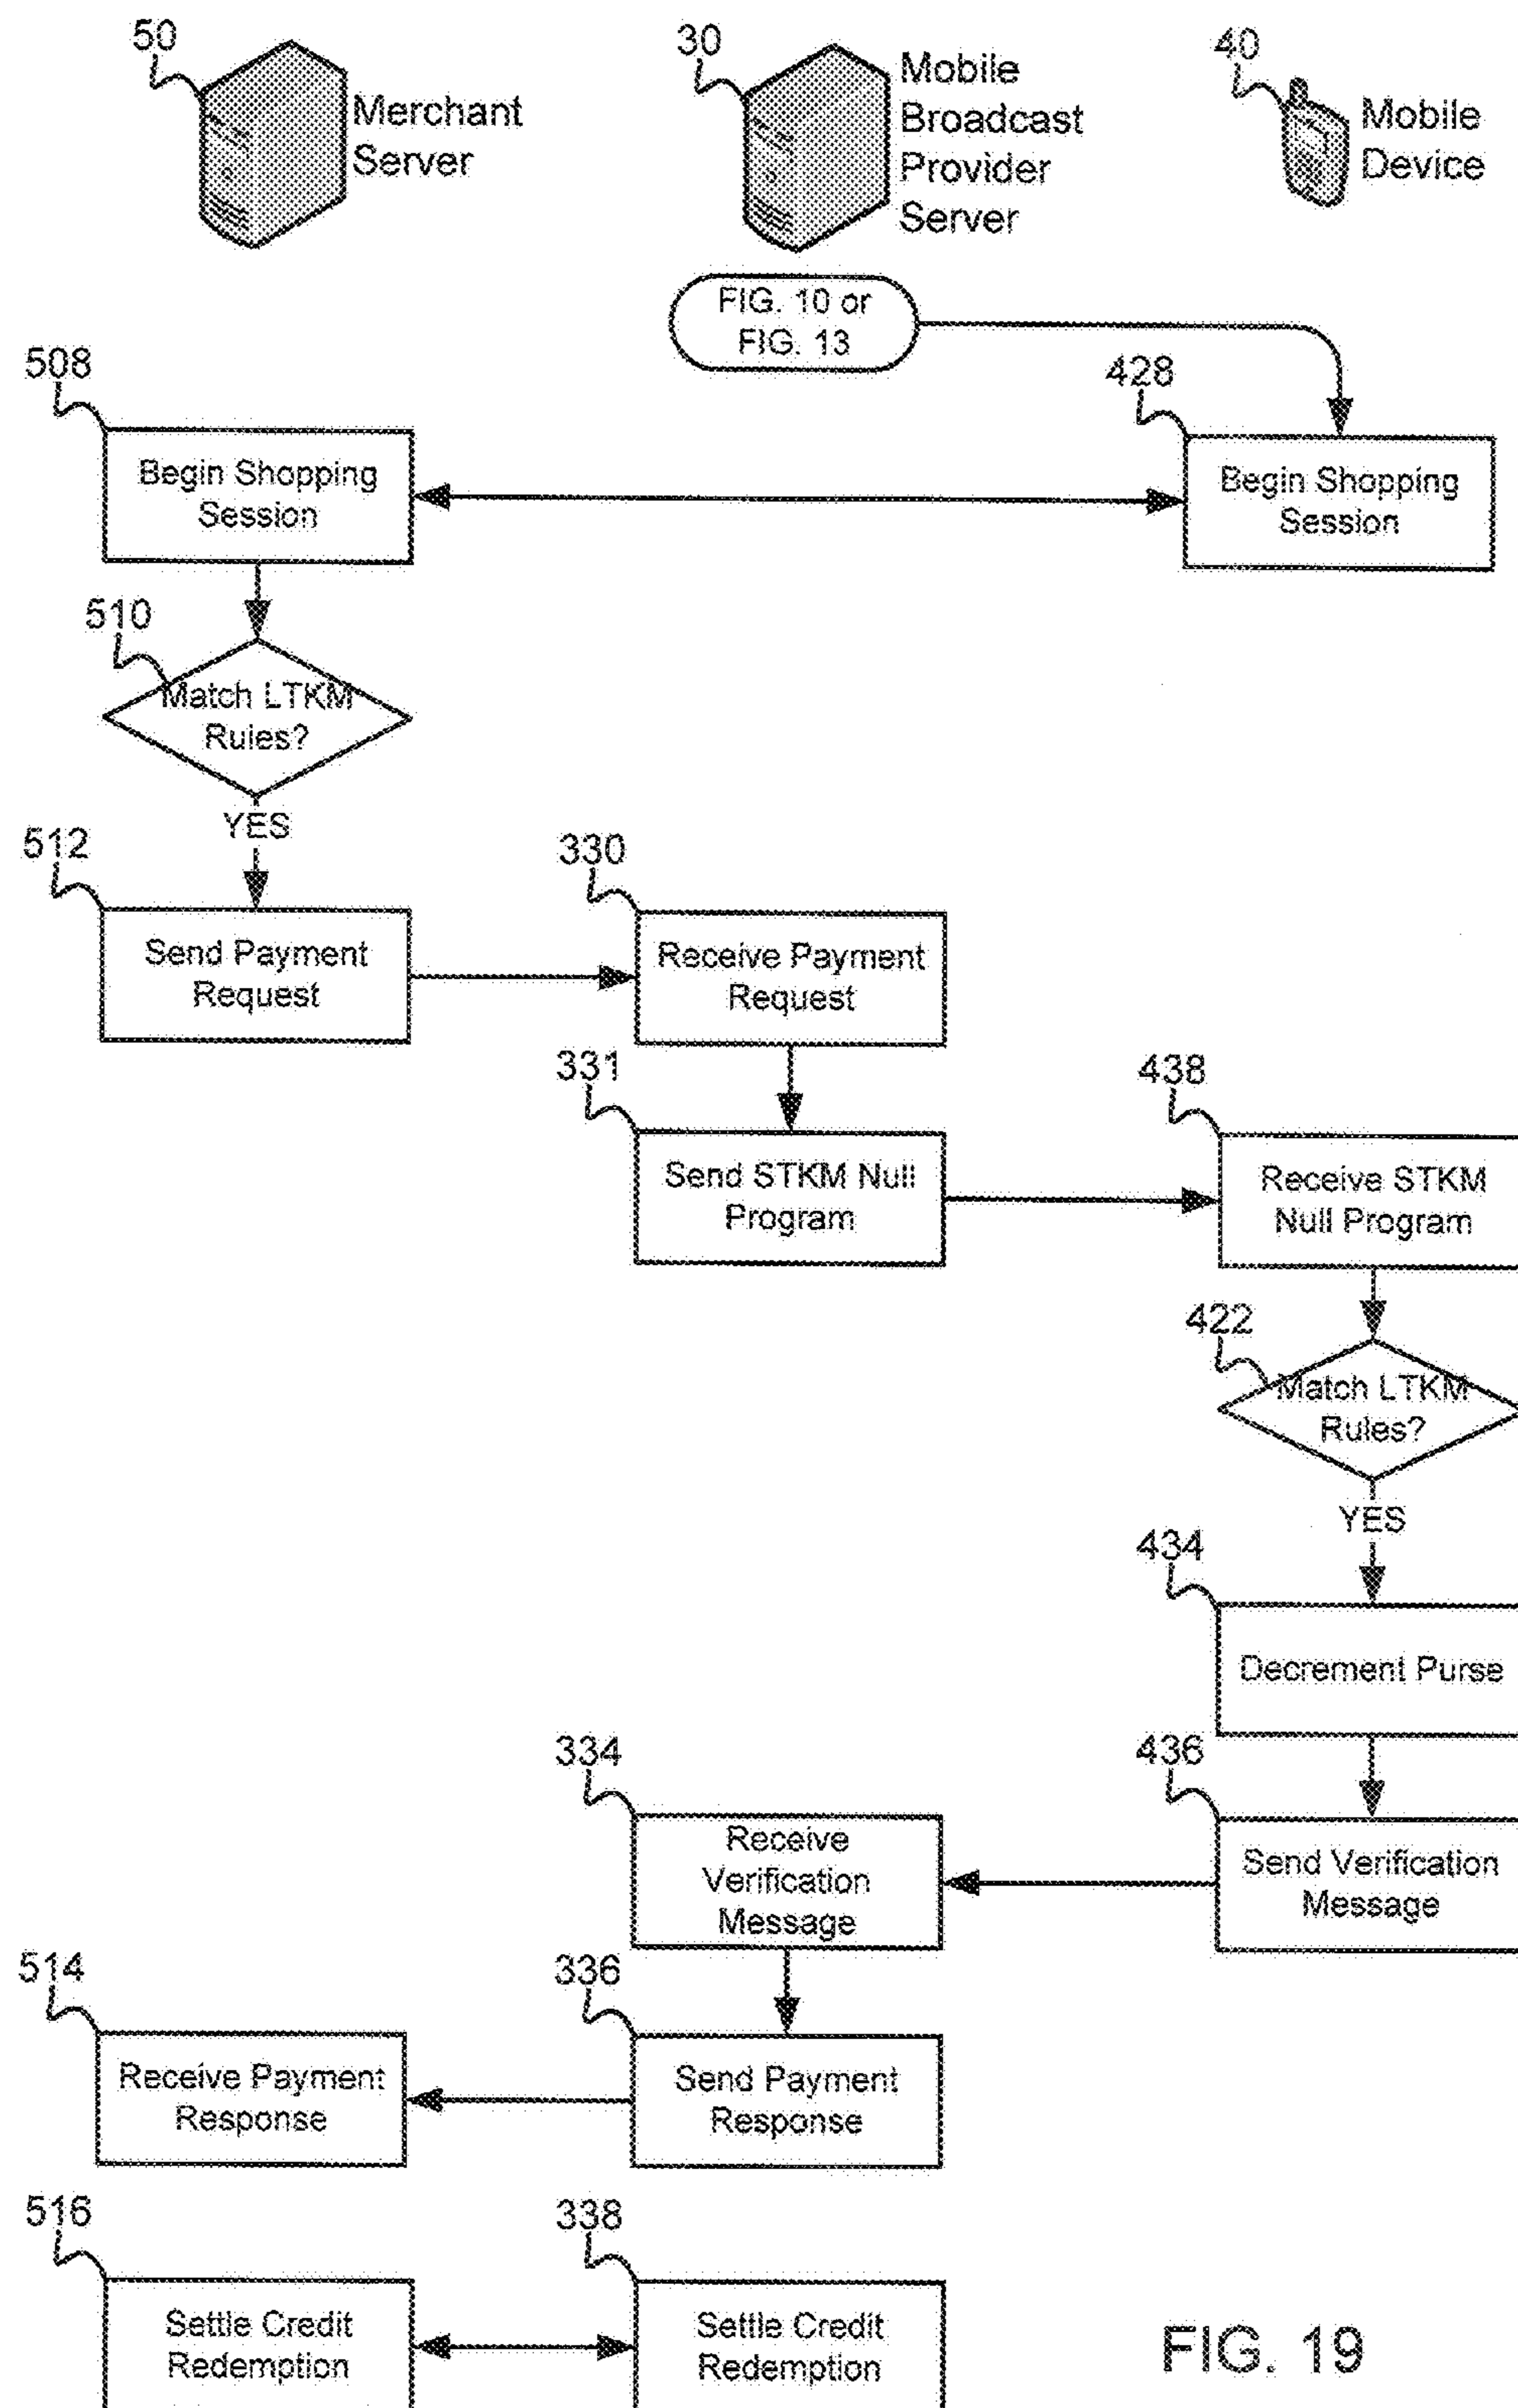 50
Merchant
Server
30
Mobile
Broadcast
Provider
Server
40
Mobile
Device
FIG. 10 or
FIG. 13
508
Begin Shopping
Session
428
Begin Shopping
Session
510
Match LTKM
Rules?
YES
512
Send Payment
Request
330
Receive Payment
Request
331
Send STKM Null
Program
438
Receive STKM
Null Program
422
Match LTKM
Rules?
YES
434
Decrement Purse
436
Send Verification
Message
334
Receive
Verification
Message
336
Send Payment
Response
514
Receive Payment
Response
516
Settle Credit
Redemption
338
Settle Credit
Redemption
FIG. 19